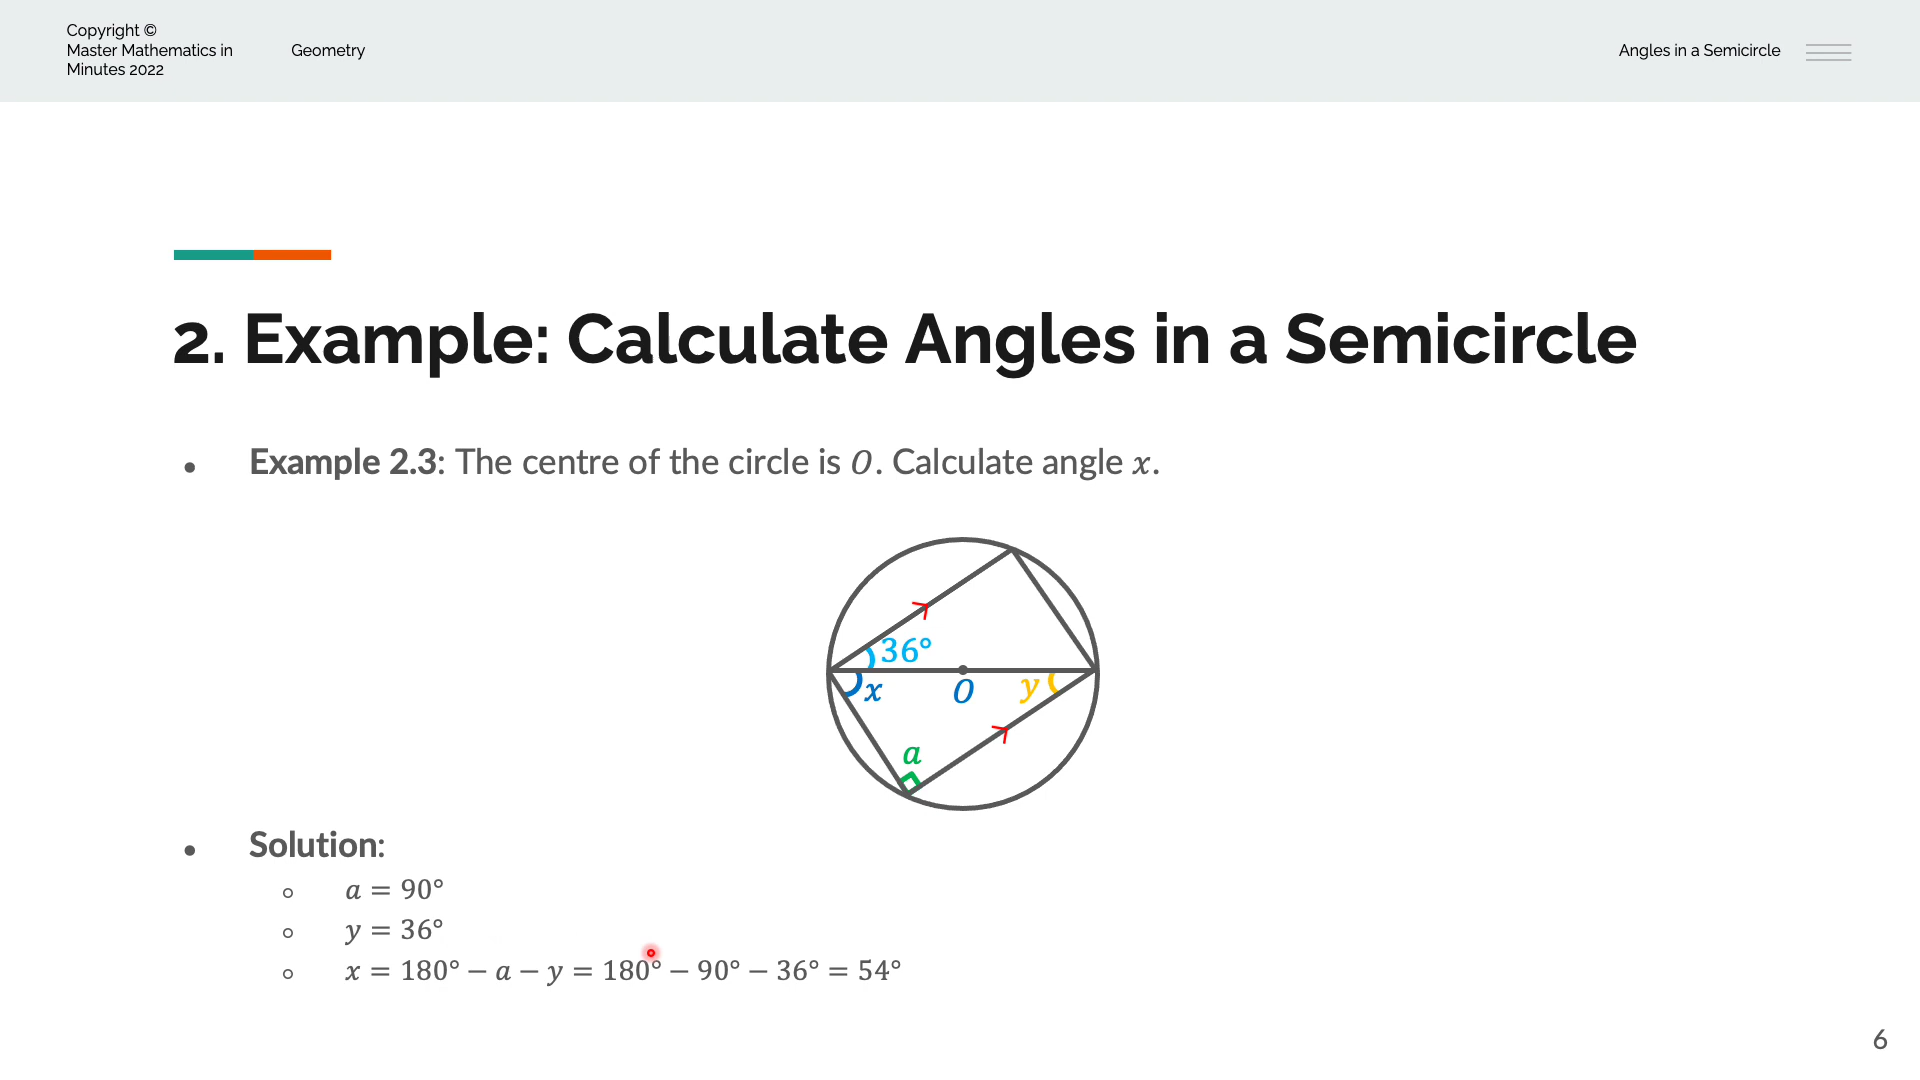 Copyright ©
Master Mathematics in
Minutes 2022
Geometry
Angles in a Semicircle
2. Example: Calculate Angles in a Semicircle
● Example 2.3: The centre of the circle is O. Calculate angle x.
36°
x
O
y
a
● Solution:
○ a = 90°
○ y = 36°
○ x = 180° − a − y = 180° − 90° − 36° = 54°
6